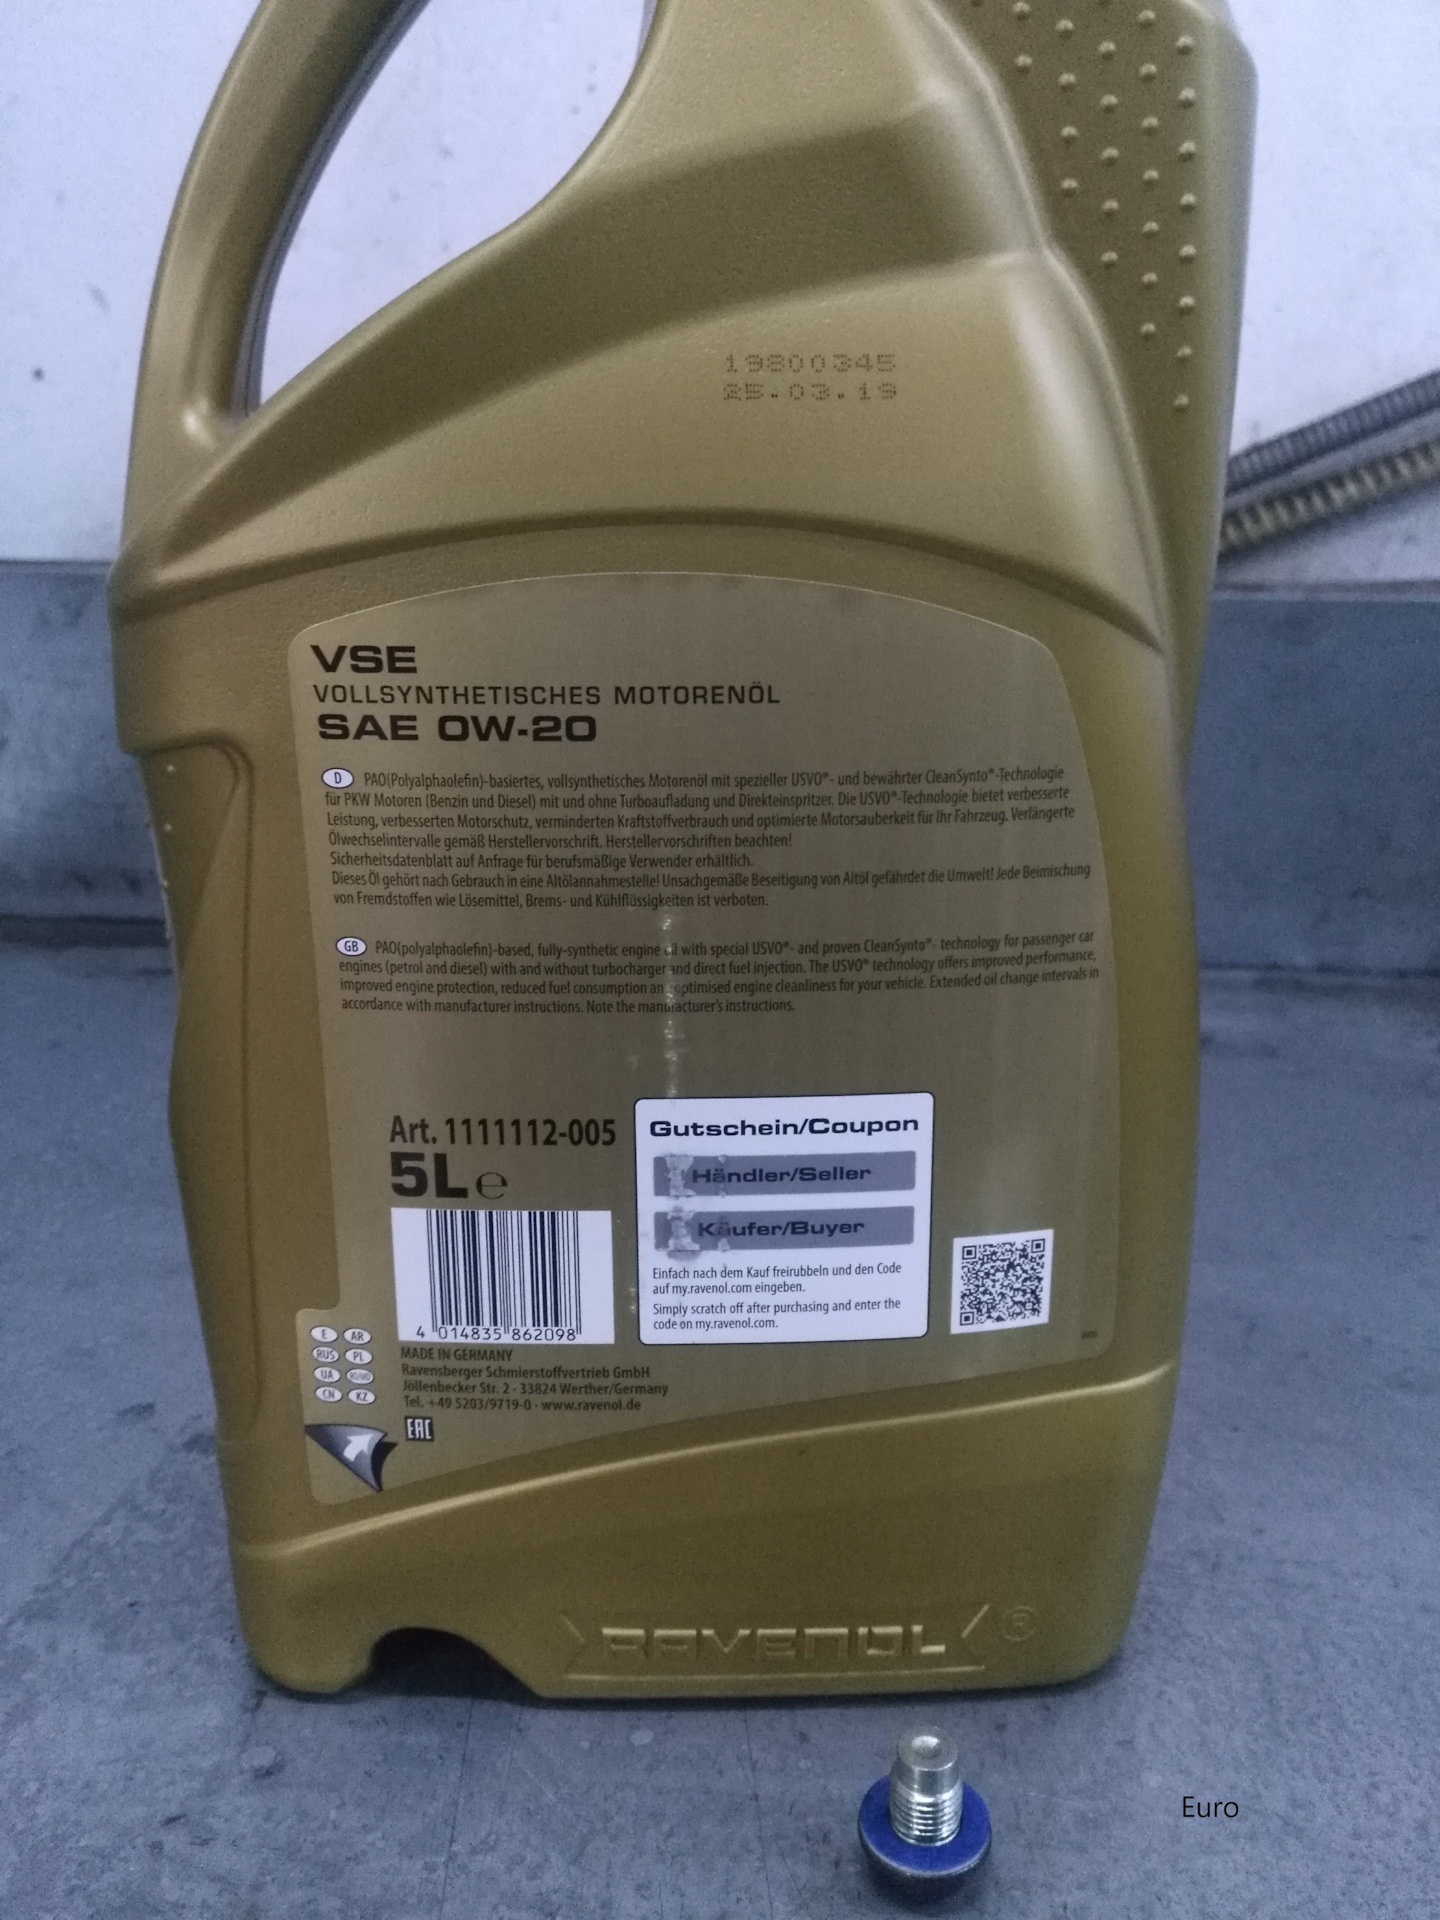 19800345
25.03.19
VSE
VOLLSYNTHETISCHES MOTORENÖL
SAE 0W-20
D PAO(Polyalphaolefin)-basiertes, vollsynthetisches Motorenöl mit spezieller USVO®- und bewährter CleanSynto®-Technologie
für PKW Motoren (Benzin und Diesel) mit und ohne Turboaufladung und Direkteinspritzer. Die USVO®-Technologie bietet verbesserte
Leistung, verbesserten Motorschutz, verminderten Kraftstoffverbrauch und optimierte Motorsauberkeit für Ihr Fahrzeug. Verlängerte
Ölwechselintervalle gemäß Herstellervorschrift. Herstellervorschriften beachten!
Sicherheitsdatenblatt auf Anfrage für berufsmäßige Verwender erhältlich.
Dieses Öl gehört nach Gebrauch in eine Altölannahmestelle! Unsachgemäße Beseitigung von Altöl gefährdet die Umwelt! Jede Beimischung
von Fremdstoffen wie Lösemittel, Brems- und Kühlflüssigkeiten ist verboten.
GB PAO(polyalphaolefin)-based, fully-synthetic engine oil with special USVO®- and proven CleanSynto®- technology for passenger car
engines (petrol and diesel) with and without turbocharger and direct fuel injection. The USVO® technology offers improved performance,
improved engine protection, reduced fuel consumption and optimised engine cleanliness for your vehicle. Extended oil change intervals in
accordance with manufacturer instructions. Note the manufacturer's instructions.
Art. 1111112-005
5L e
Gutschein/Coupon
Händler/Seller
Käufer/Buyer
Einfach nach dem Kauf freirubbeln und den Code
auf my.ravenol.com eingeben.
Simply scratch off after purchasing and enter the
code on my.ravenol.com.
4 014835 862098
E AR
RUS PL
UA RO/MD
CN KZ
MADE IN GERMANY
Ravensberger Schmierstoffvertrieb GmbH
Jöllenbecker Str. 2 · 33824 Werther/Germany
Tel. +49 5203/9719-0 · www.ravenol.de
EAC
RAVENOL ®
Euro